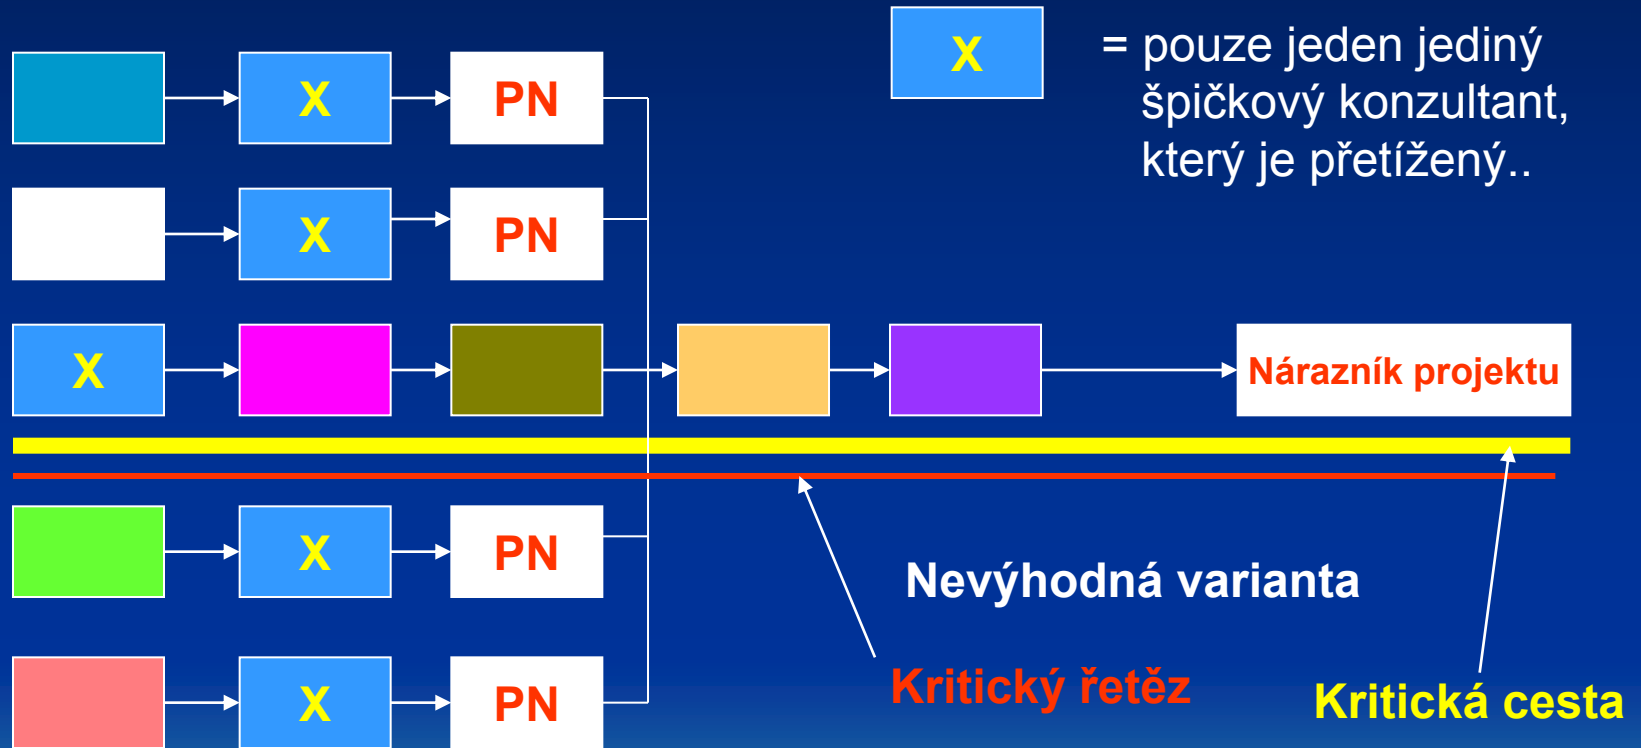 X
= pouze jeden jediný
špičkový konzultant,
který je přetížený..
X PN
X PN
X
Nárazník projektu
X PN
Nevýhodná varianta
X PN
Kritický řetěz
Kritická cesta